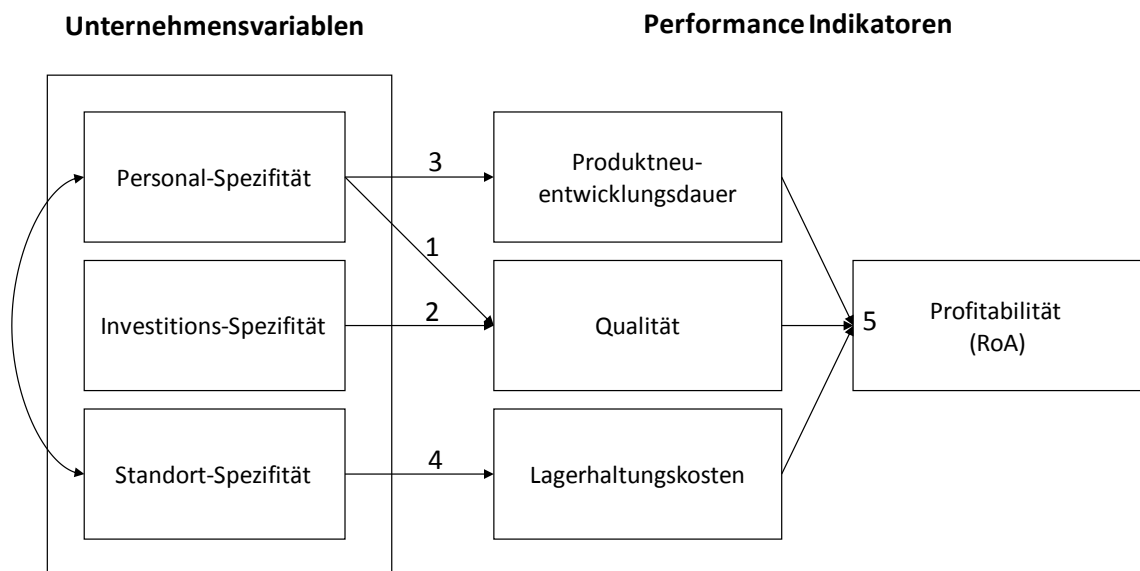 Unternehmensvariablen
Performance Indikatoren
Personal-Spezifität
3
Produktneu-
entwicklungsdauer
1
Investitions-Spezifität
2
Qualität
5
Profitabilität
(RoA)
Standort-Spezifität
4
Lagerhaltungskosten